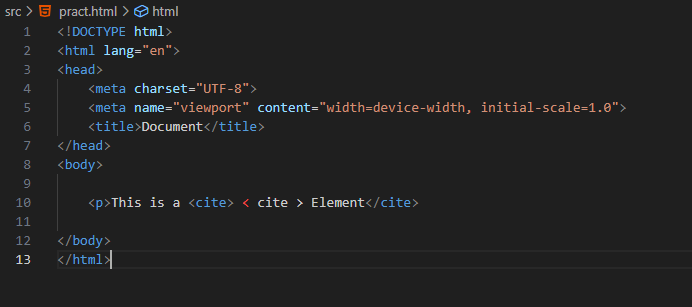 src > pract.html > html
1 <!DOCTYPE html>
2 <html lang="en">
3 <head>
4     <meta charset="UTF-8">
5     <meta name="viewport" content="width=device-width, initial-scale=1.0">
6     <title>Document</title>
7 </head>
8 <body>
9
10     <p>This is a <cite> < cite > Element</cite>
11
12 </body>
13 </html>